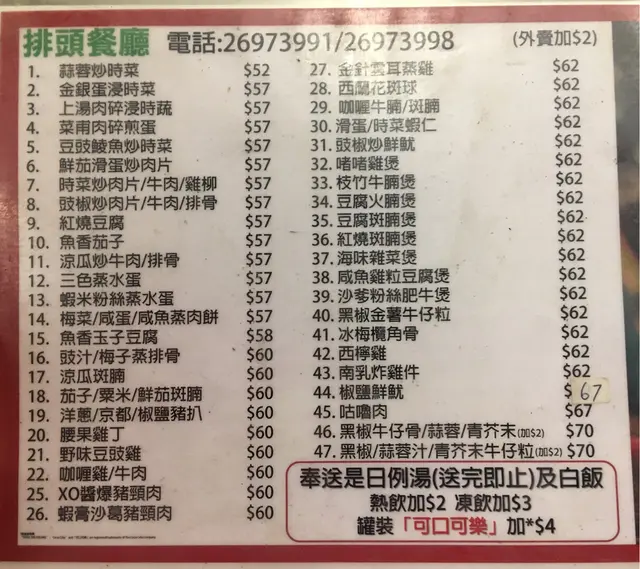 排頭餐廳 電話:26973991/26973998 (外賣加$2)
1. 蒜蓉炒時菜 $52
2. 金銀蛋浸時菜 $57
3. 上湯肉碎浸時蔬 $57
4. 菜甫肉碎煎蛋 $57
5. 豆豉鯪魚炒時菜 $57
6. 鮮茄滑蛋炒肉片 $57
7. 時菜炒肉片/牛肉/雞柳 $57
8. 豉椒炒肉片/牛肉/排骨 $57
9. 紅燒豆腐 $57
10. 魚香茄子 $57
11. 涼瓜炒牛肉/排骨 $57
12. 三色蒸水蛋 $57
13. 蝦米粉絲蒸水蛋 $57
14. 梅菜/咸蛋/咸魚蒸肉餅 $57
15. 魚香玉子豆腐 $58
16. 豉汁/梅子蒸排骨 $60
17. 涼瓜斑腩 $60
18. 茄子/粟米/鮮茄斑腩 $60
19. 洋蔥/京都/椒鹽豬扒 $60
20. 腰果雞丁 $60
21. 野味豆豉雞 $60
22. 咖喱雞/牛肉 $60
25. XO醬爆豬頸肉 $60
26. 蝦膏沙葛豬頸肉 $60
27. 金針雲耳蒸雞 $62
28. 西蘭花斑球 $62
29. 咖喱牛腩/斑腩 $62
30. 滑蛋/時菜蝦仁 $62
31. 豉椒炒鮮魷 $62
32. 啫啫雞煲 $62
33. 枝竹牛腩煲 $62
34. 豆腐火腩煲 $62
35. 豆腐斑腩煲 $62
36. 紅燒斑腩煲 $62
37. 海味雜菜煲 $62
38. 咸魚雞粒豆腐煲 $62
39. 沙爹粉絲肥牛煲 $62
40. 黑椒金薯牛仔粒 $62
41. 冰梅欖角骨 $62
42. 西檸雞 $62
43. 南乳炸雞件 $62
44. 椒鹽鮮魷 $67
45. 咕嚕肉 $67
46. 黑椒牛仔骨/蒜蓉/青芥末(加$2) $70
47. 黑椒/蒜蓉汁/青芥末牛仔粒(加$2) $70
奉送是日例湯(送完即止)及白飯
熱飲加$2 凍飲加$3
罐裝「可口可樂」加*$4